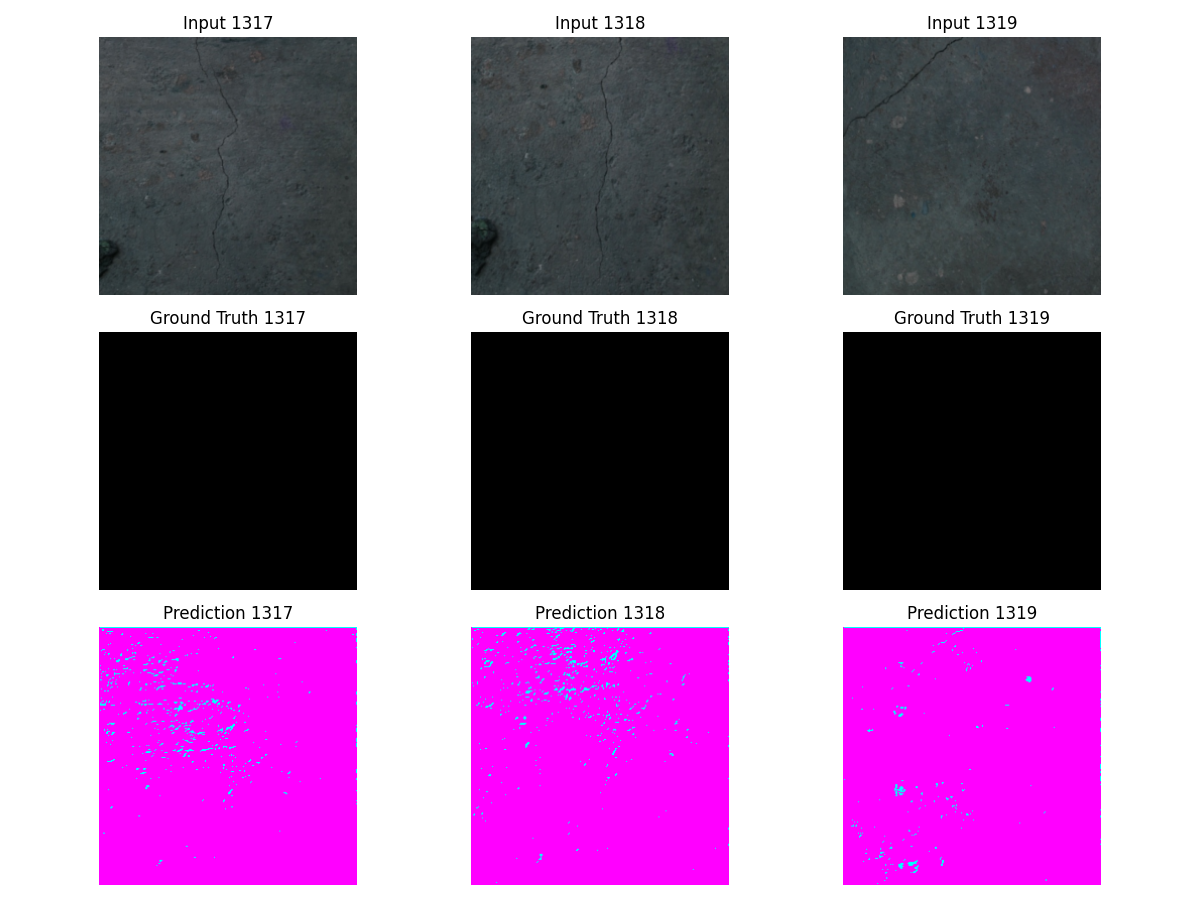 Input 1317
Input 1318
Input 1319
Ground Truth 1317
Ground Truth 1318
Ground Truth 1319
Prediction 1317
Prediction 1318
Prediction 1319